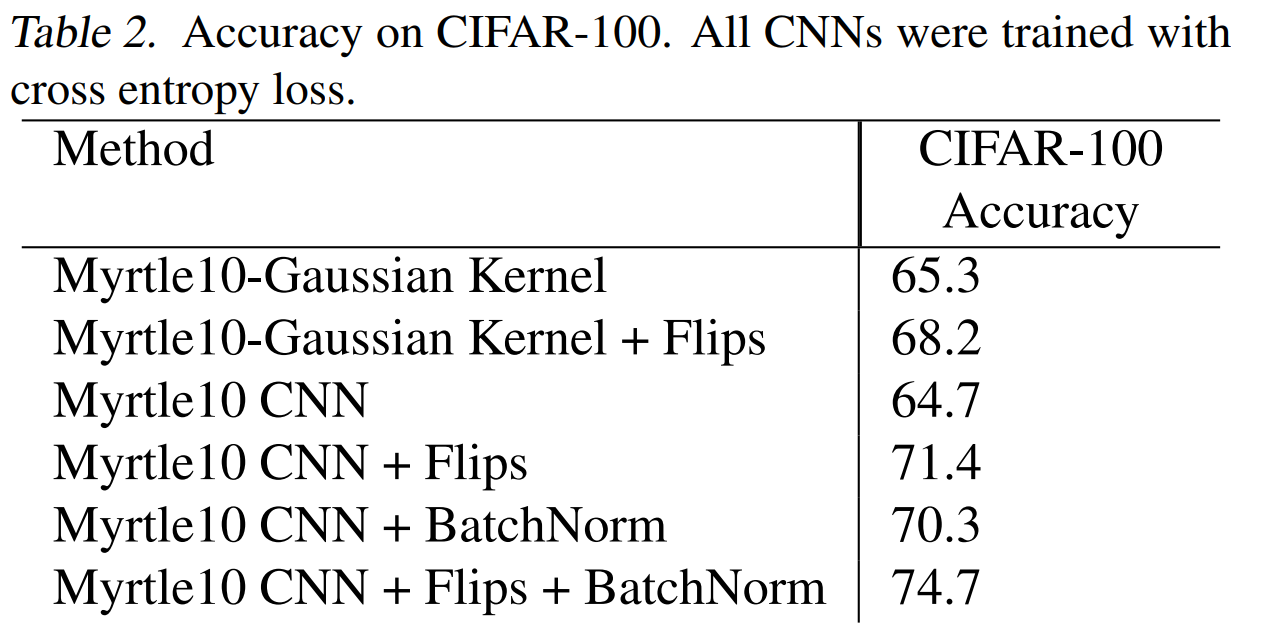 Table 2. Accuracy on CIFAR-100. All CNNs were trained with
cross entropy loss.
Method CIFAR-100
Accuracy
Myrtle10-Gaussian Kernel 65.3
Myrtle10-Gaussian Kernel + Flips 68.2
Myrtle10 CNN 64.7
Myrtle10 CNN + Flips 71.4
Myrtle10 CNN + BatchNorm 70.3
Myrtle10 CNN + Flips + BatchNorm 74.7